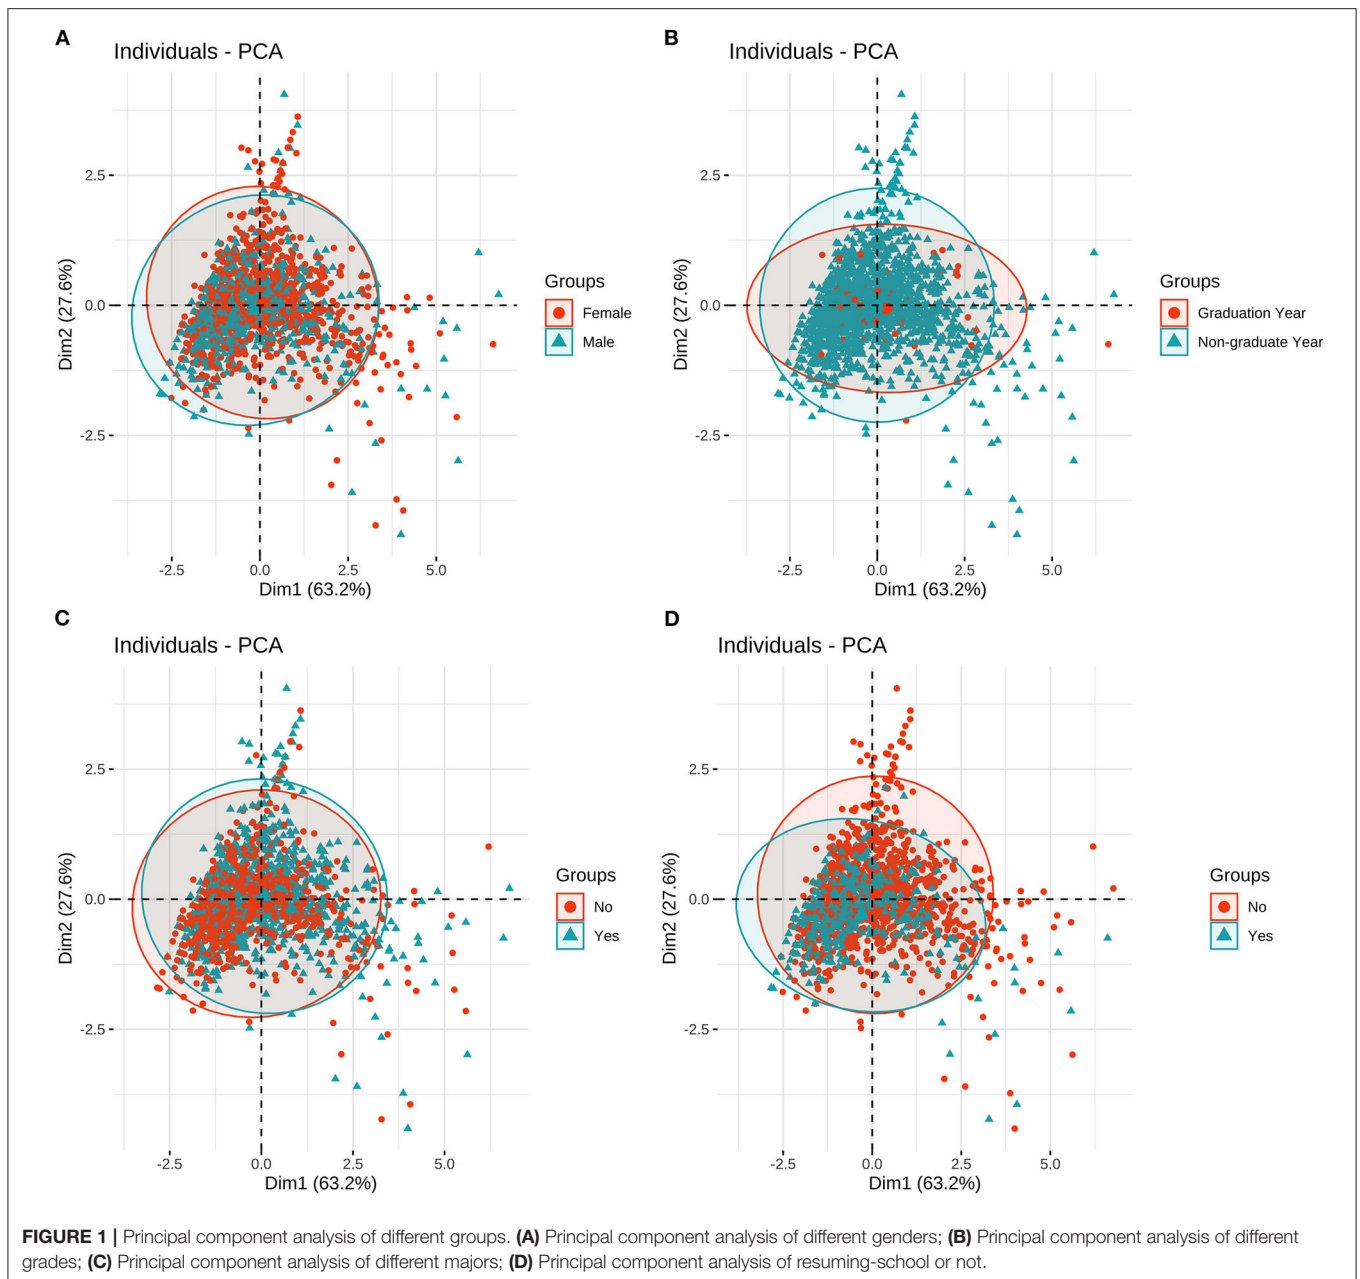 A
Individuals - PCA
2.5
0.0
-2.5
Dim2 (27.6%)
-2.5
0.0
2.5
5.0
Dim1 (63.2%)
Groups
Female
Male
B
Individuals - PCA
2.5
0.0
-2.5
Dim2 (27.6%)
-2.5
0.0
2.5
5.0
Dim1 (63.2%)
Groups
Graduation Year
Non-graduate Year
C
Individuals - PCA
2.5
0.0
-2.5
Dim2 (27.6%)
-2.5
0.0
2.5
5.0
Dim1 (63.2%)
Groups
No
Yes
D
Individuals - PCA
2.5
0.0
-2.5
Dim2 (27.6%)
-2.5
0.0
2.5
5.0
Dim1 (63.2%)
Groups
No
Yes
FIGURE 1 | Principal component analysis of different groups. (A) Principal component analysis of different genders; (B) Principal component analysis of different
grades; (C) Principal component analysis of different majors; (D) Principal component analysis of resuming-school or not.